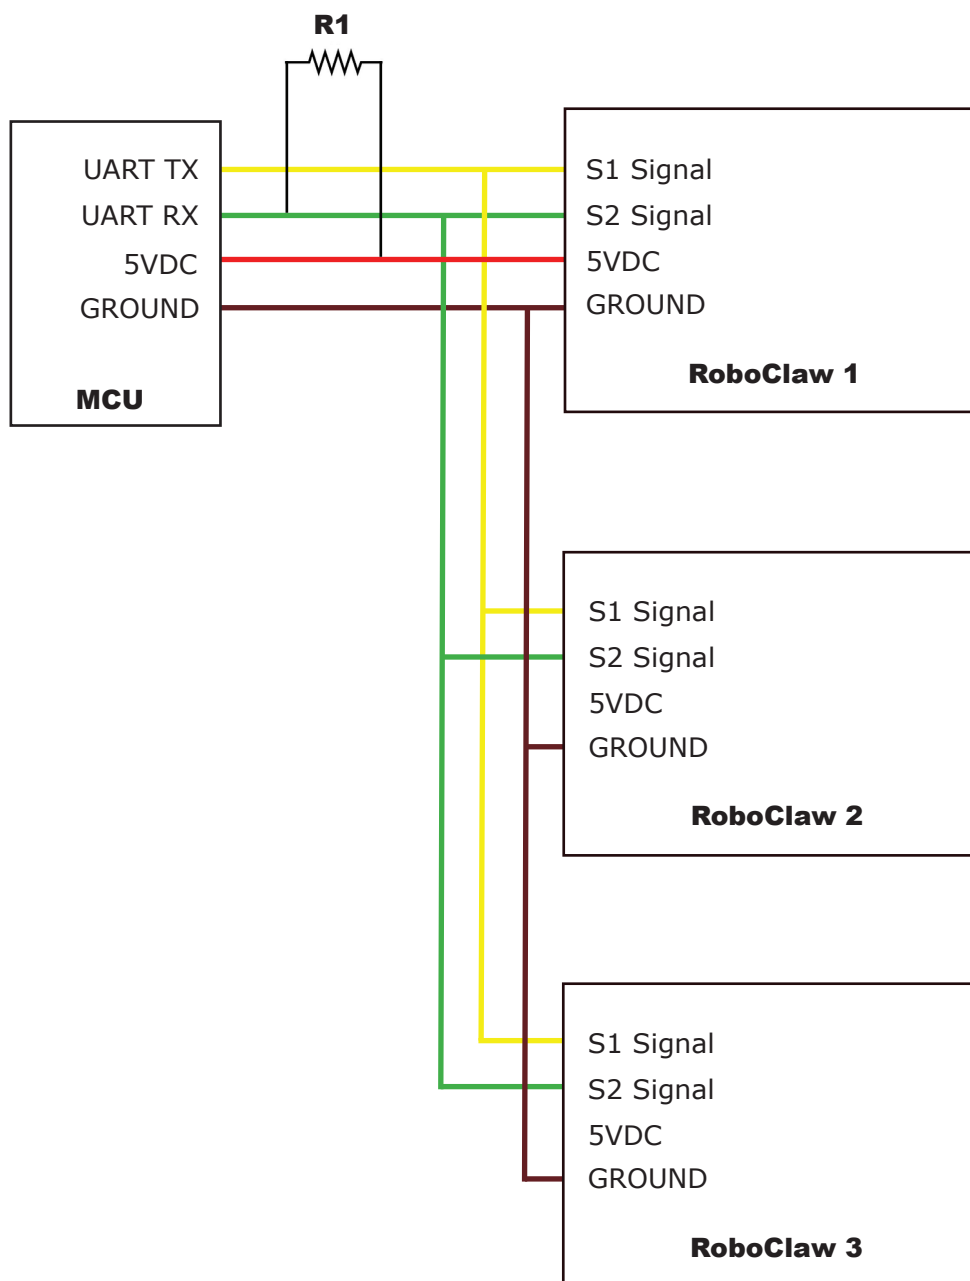 R1
UART TX
UART RX
5VDC
GROUND
MCU
S1 Signal
S2 Signal
5VDC
GROUND
RoboClaw 1
S1 Signal
S2 Signal
5VDC
GROUND
RoboClaw 2
S1 Signal
S2 Signal
5VDC
GROUND
RoboClaw 3